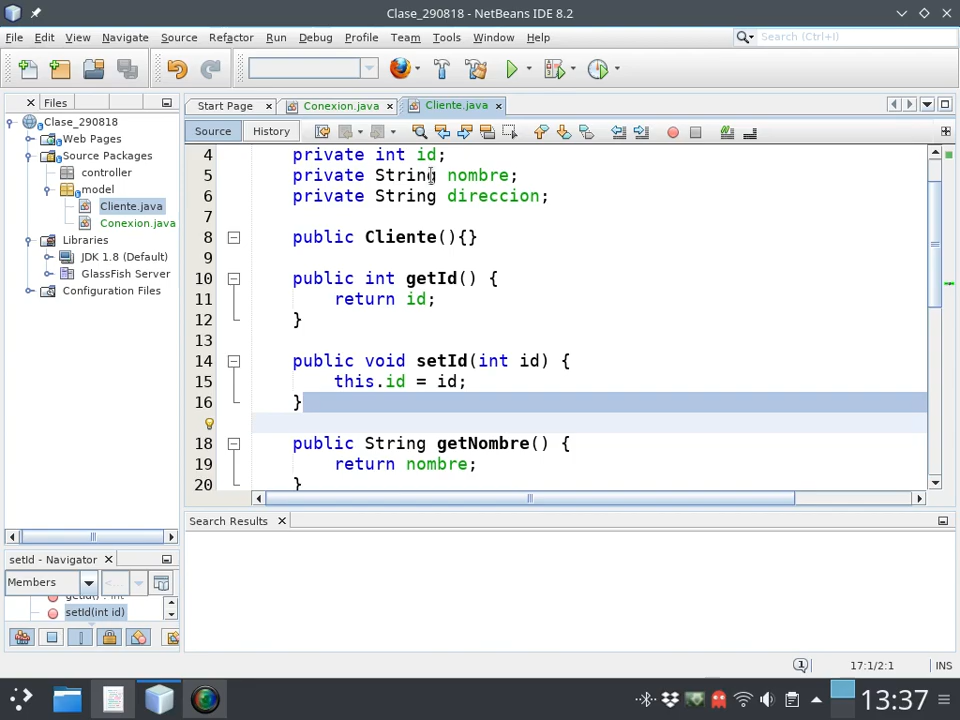 Clase_290818 - NetBeans IDE 8.2
File Edit View Navigate Source Refactor Run Debug Profile Team Tools Window Help
Search (Ctrl+I)
Files
Start Page Conexion.java Cliente.java
Clase_290818
Web Pages
Source Packages
controller
model
Cliente.java
Conexion.java
Libraries
JDK 1.8 (Default)
GlassFish Server
Configuration Files
Source History
4 private int id;
5 private String nombre;
6 private String direccion;
7
8 public Cliente(){}
9
10 public int getId() {
11 return id;
12 }
13
14 public void setId(int id) {
15 this.id = id;
16 }
18 public String getNombre() {
19 return nombre;
20 }
Search Results
setId - Navigator
Members <...
getId() : int
setId(int id)
1 17:1/2:1 INS
13:37